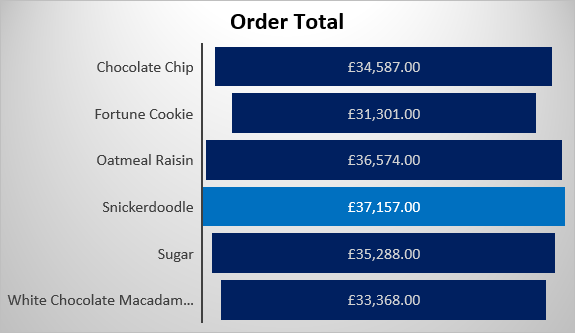 Order Total
Chocolate Chip £34,587.00
Fortune Cookie £31,301.00
Oatmeal Raisin £36,574.00
Snickerdoodle £37,157.00
Sugar £35,288.00
White Chocolate Macadam... £33,368.00